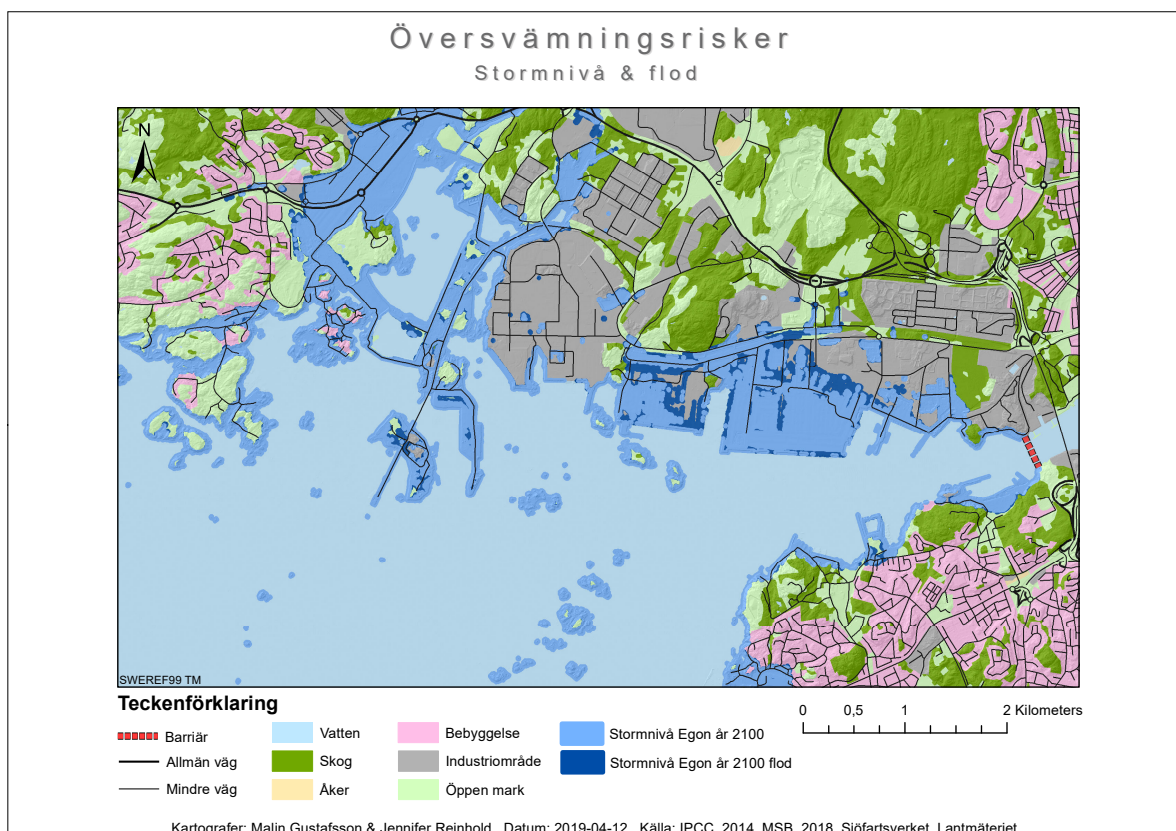 Översvämningsrisker
Stormnivå & flod
N
SWEREF99 TM
Teckenförklaring
Barriär
Allmän väg
Mindre väg
Vatten
Skog
Åker
Bebyggelse
Industriområde
Öppen mark
Stormnivå Egon år 2100
Stormnivå Egon år 2100 flod
0 0,5 1 2 Kilometers
Kartografer: Malin Gustafsson & Jennifer Reinhold Datum: 2019-04-12 Källa: IPCC, 2014, MSB, 2018, Sjöfartsverket, Lantmäteriet